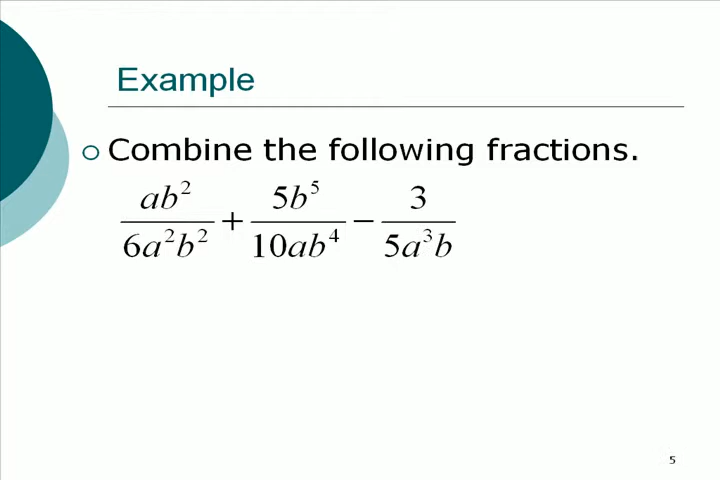 Example
Combine the following fractions.
ab²/6a²b² + 5b⁵/10ab⁴ − 3/5a³b
5